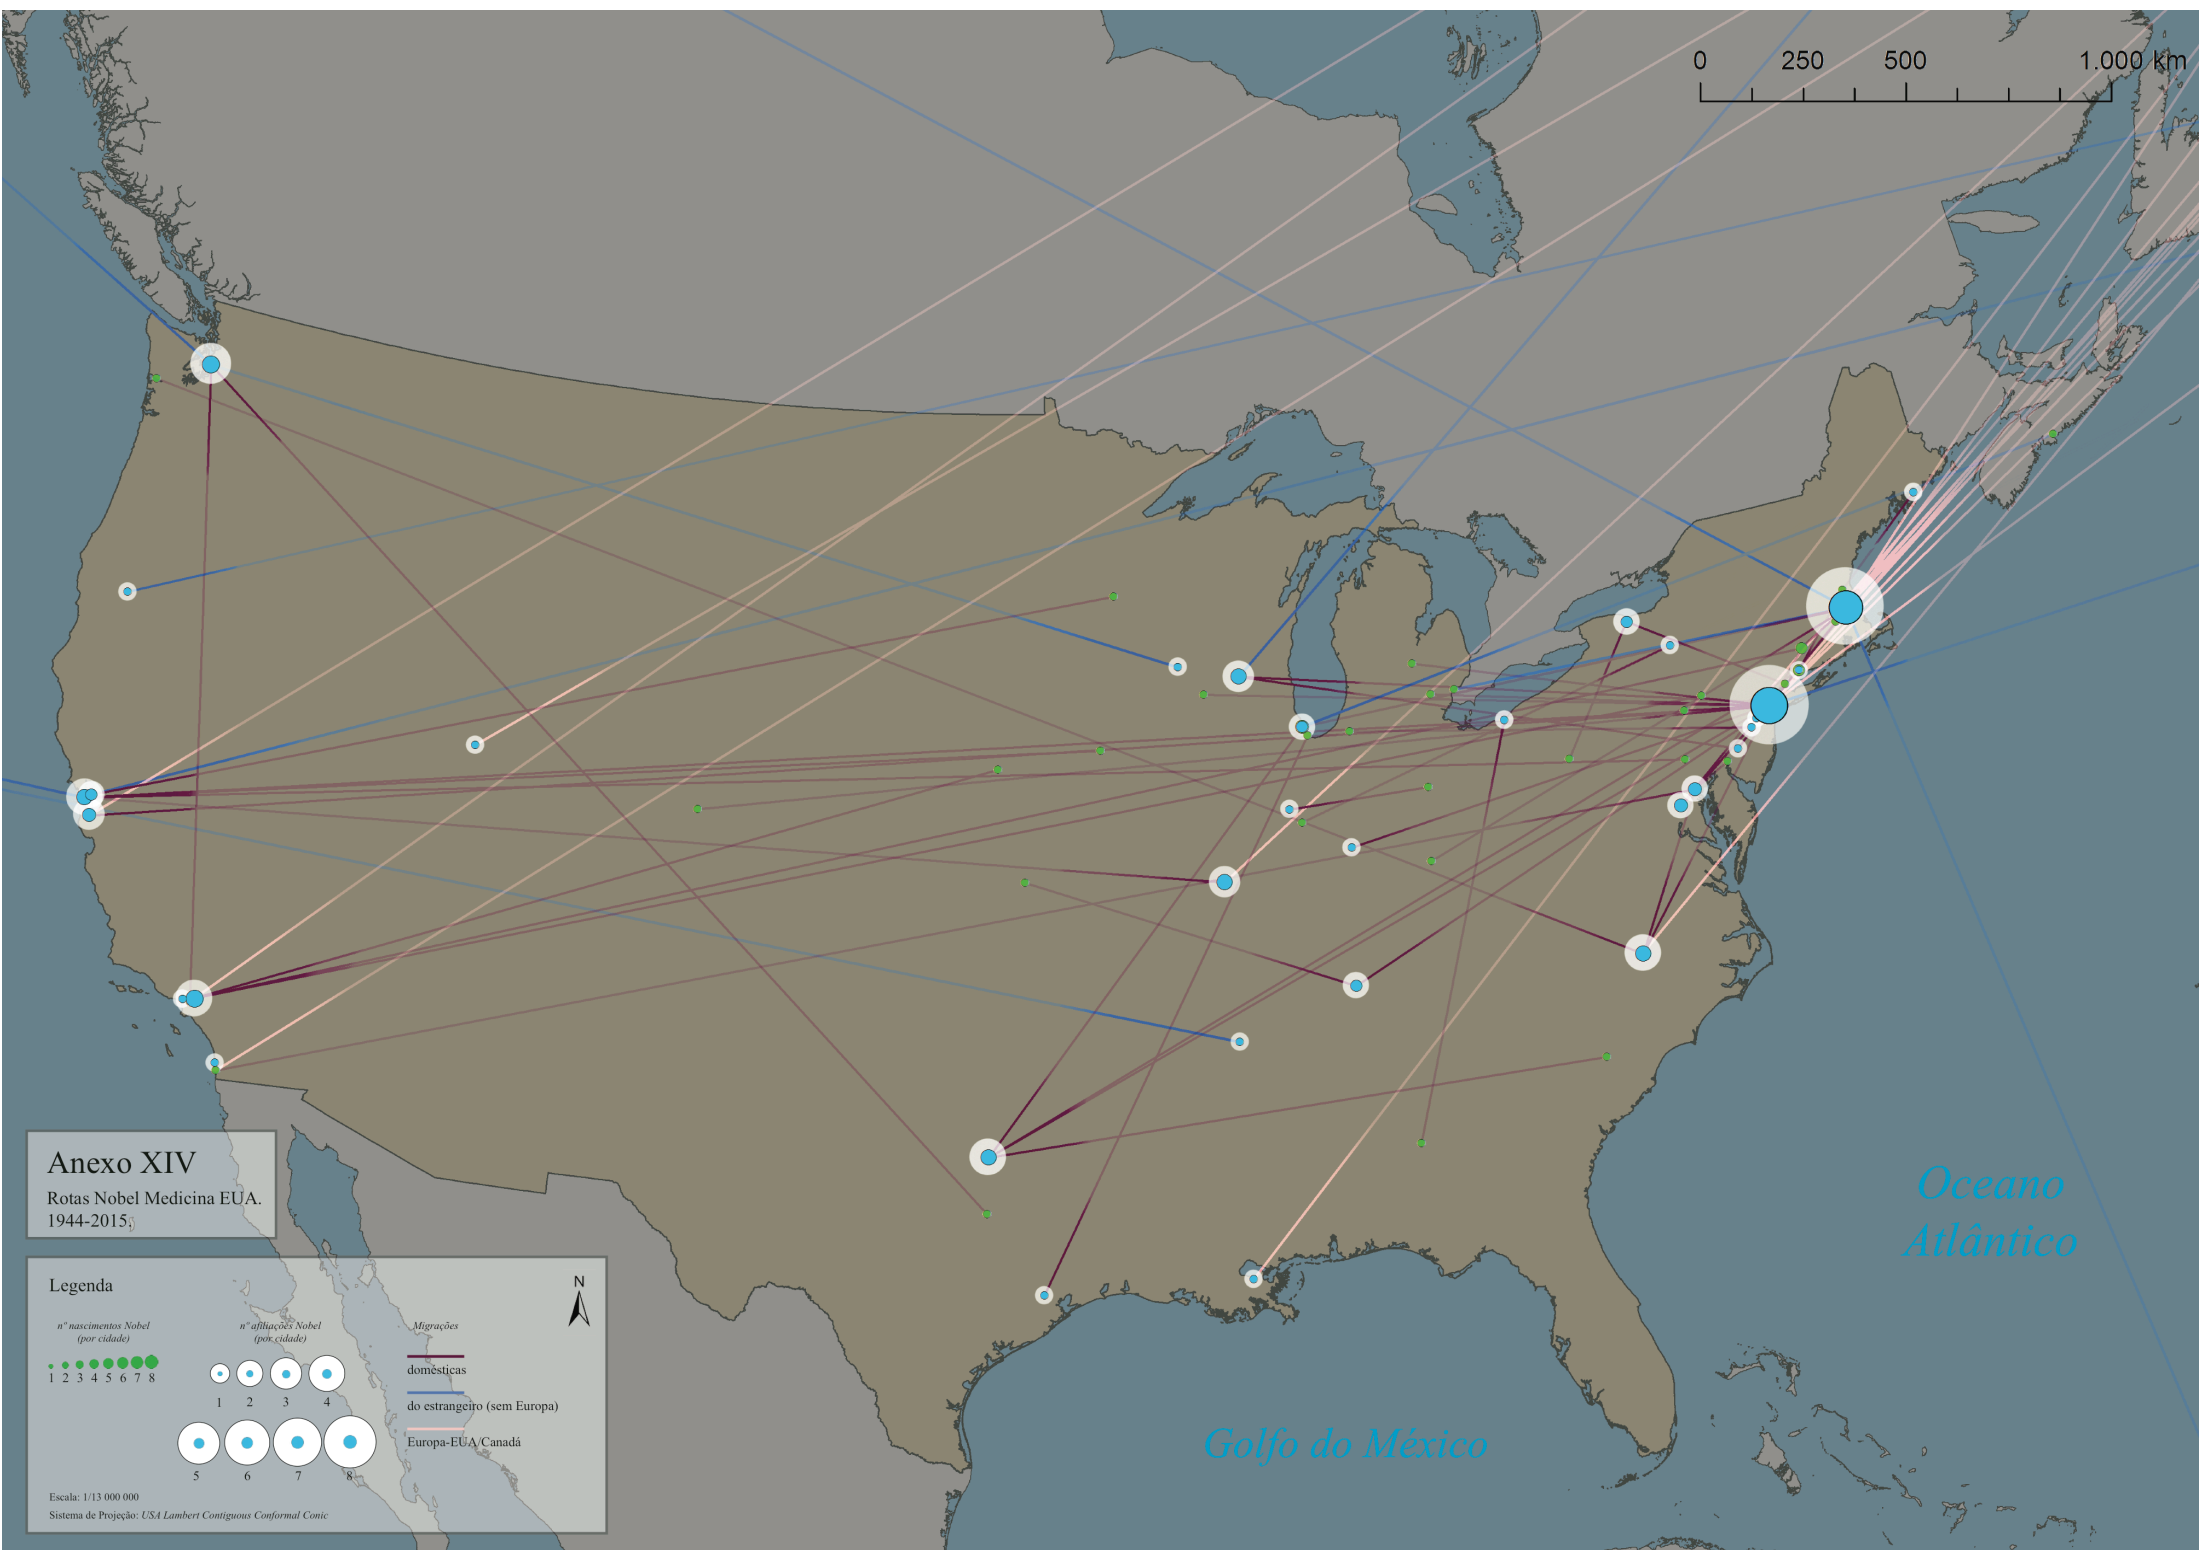 0 250 500 1.000 km
Oceano
Atlântico
Golfo do México
Anexo XIV
Rotas Nobel Medicina EUA.
1944-2015.
Legenda
N
nº nascimentos Nobel
(por cidade)
1 2 3 4 5 6 7 8
nº afiliações Nobel
(por cidade)
1 2 3 4
5 6 7 8
Migrações
domésticas
do estrangeiro (sem Europa)
Europa-EUA/Canadá
Escala: 1/13 000 000
Sistema de Projeção: USA Lambert Contiguous Conformal Conic